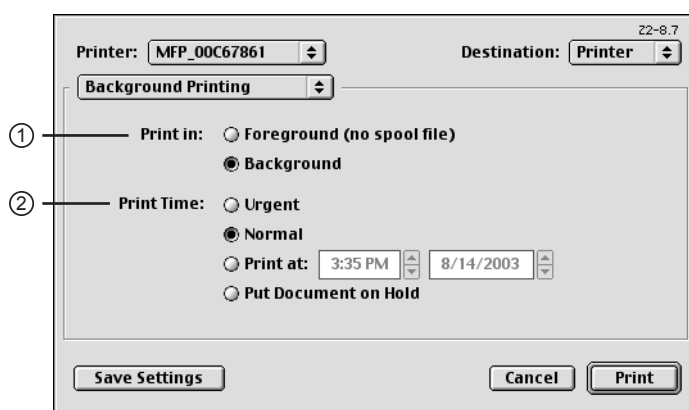 Z2-8.7
Printer: MFP_00C67861 Destination: Printer
Background Printing
1 Print in: Foreground (no spool file)
Background
2 Print Time: Urgent
Normal
Print at: 3:35 PM 8/14/2003
Put Document on Hold
Save Settings Cancel Print